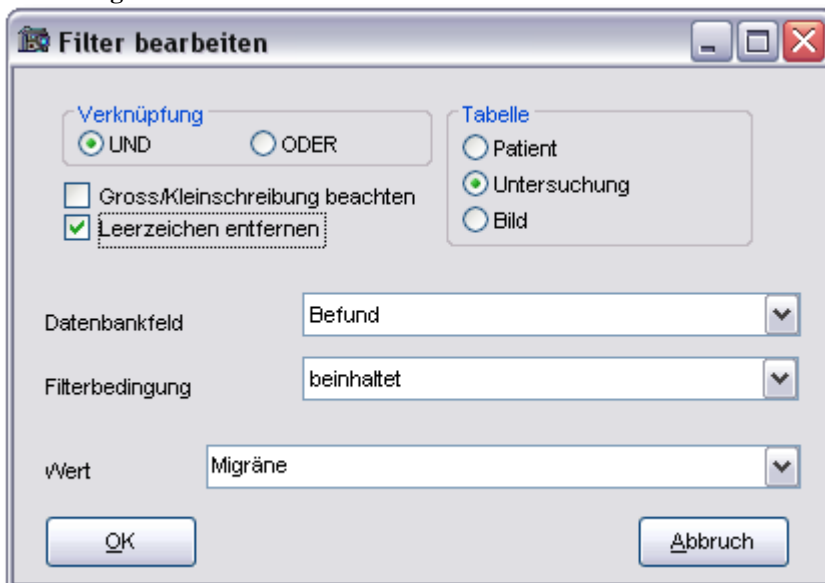 Filter bearbeiten
Verknüpfung
UND ODER
Gross/Kleinschreibung beachten
Leerzeichen entfernen
Tabelle
Patient
Untersuchung
Bild
Datenbankfeld Befund
Filterbedingung beinhaltet
Wert Migräne
OK Abbruch